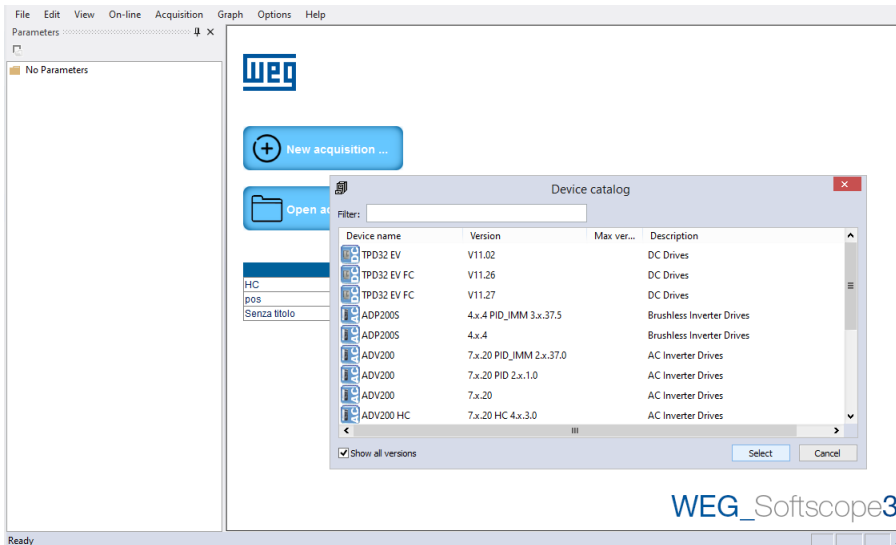 File Edit View On-line Acquisition Graph Options Help
Parameters
No Parameters
WEG
New acquisition ...
Open
HC
pos
Senza titolo
Device catalog
Filter:
Device name Version Max ver... Description
TPD32 EV V11.02 DC Drives
TPD32 EV FC V11.26 DC Drives
TPD32 EV FC V11.27 DC Drives
ADP200S 4.x.4 PID_IMM 3.x.37.5 Brushless Inverter Drives
ADP200S 4.x.4 Brushless Inverter Drives
ADV200 7.x.20 PID_IMM 2.x.37.0 AC Inverter Drives
ADV200 7.x.20 PID 2.x.1.0 AC Inverter Drives
ADV200 7.x.20 AC Inverter Drives
ADV200 HC 7.x.20 HC 4.x.3.0 AC Inverter Drives
Show all versions
Select Cancel
WEG_Softscope3
Ready